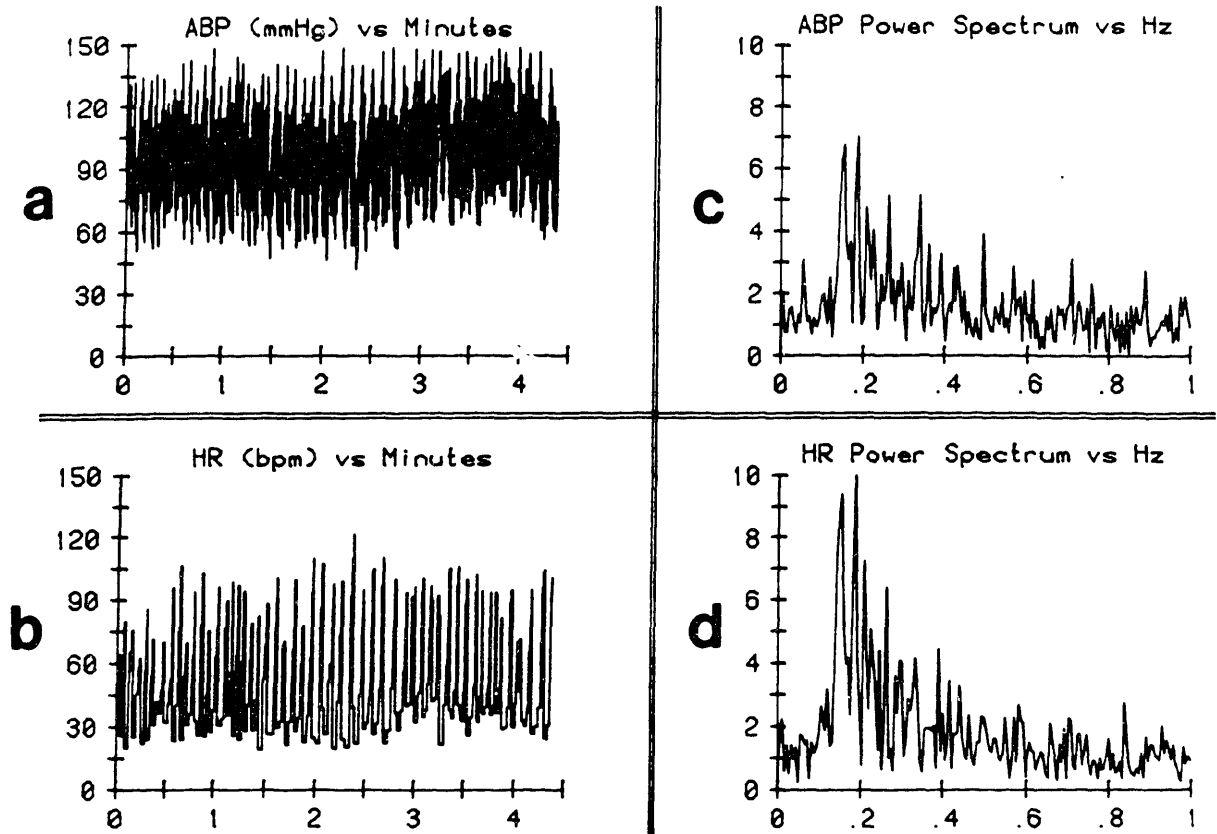 ABP (mmHg) vs Minutes
150
120
90
60
30
0
0 1 2 3 4
a
ABP Power Spectrum vs Hz
10
8
6
4
2
0
0 .2 .4 .6 .8 1
c
HR (bpm) vs Minutes
150
120
90
60
30
0
0 1 2 3 4
b
HR Power Spectrum vs Hz
10
8
6
4
2
0
0 .2 .4 .6 .8 1
d